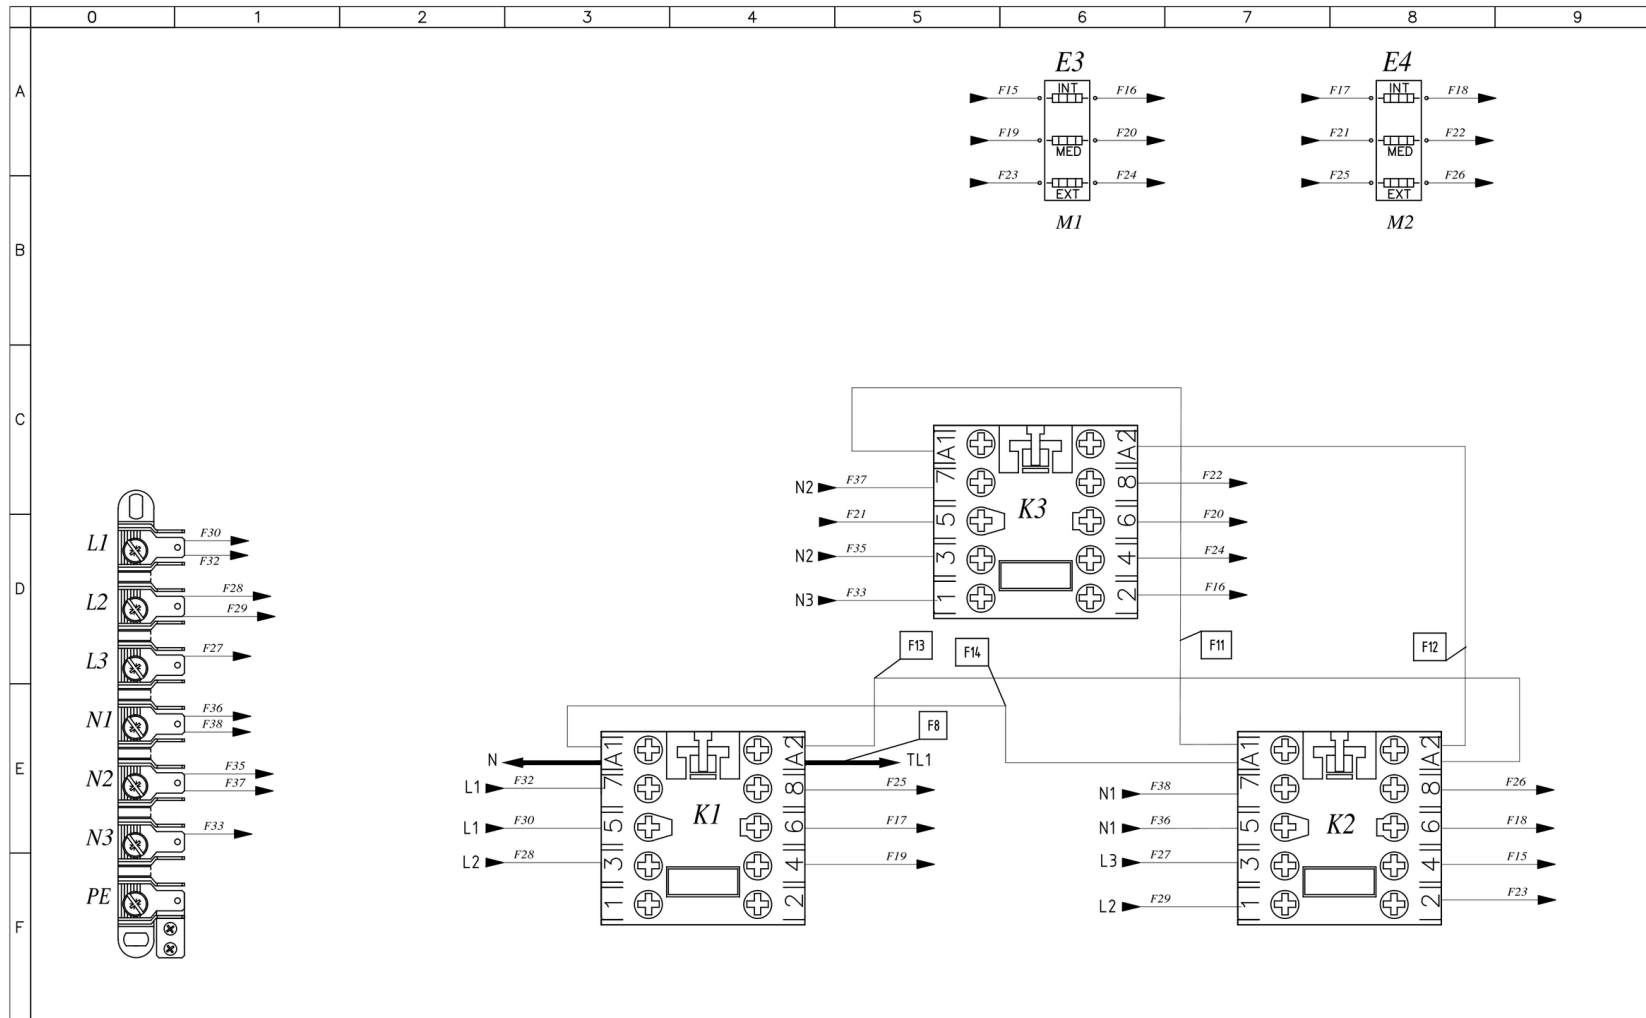 0 1 2 3 4 5 6 7 8 9
A
B
C
D
E
F
E3 E4
INT INT
F15 F16 F17 F18
F19 F20 F21 F22
MED MED
F23 F24 F25 F26
EXT EXT
M1 M2
A1 A2
N2 F37 7 8 F22
K3
F21 5 6 F20
N2 F35 3 4 F24
N3 F33 1 2 F16
L1 F30
F32
L2 F28
F29
L3 F27
N1 F36
F38
N2 F35
F37
N3 F33
PE
F13 F14 F11 F12
F8
A1 A2
N TL1
L1 F32 7 8 F25
K1
L1 F30 5 6 F17
L2 F28 3 4 F19
1 2
A1 A2
N1 F38 7 8 F26
K2
N1 F36 5 6 F18
L3 F27 3 4 F15
L2 F29 1 2 F23